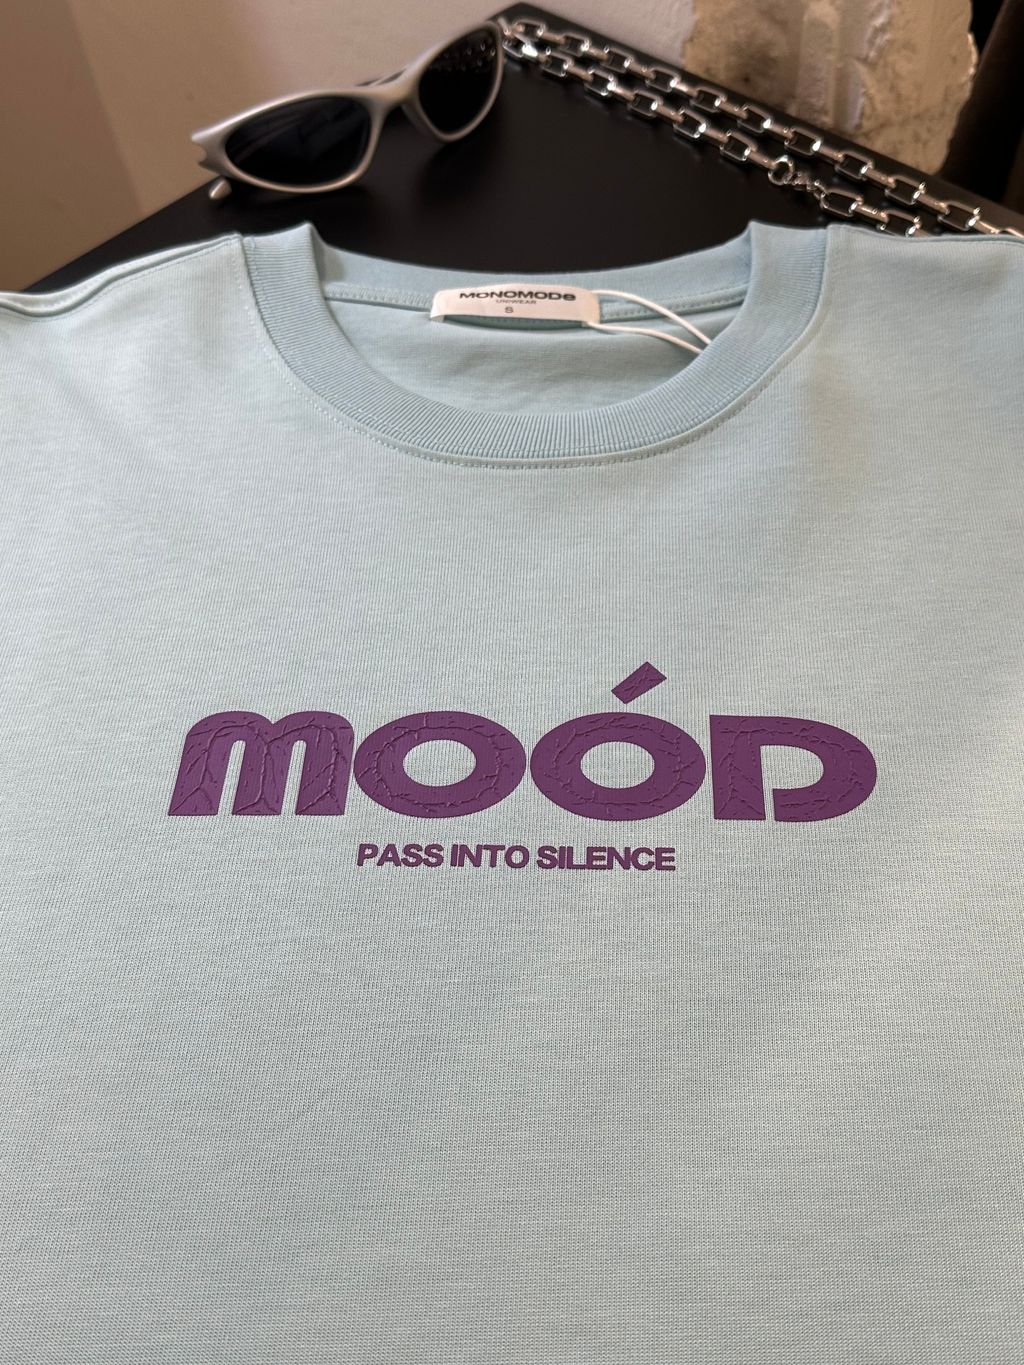 MONOMODe
UNIWEAR
S
MOÓD
PASS INTO SILENCE